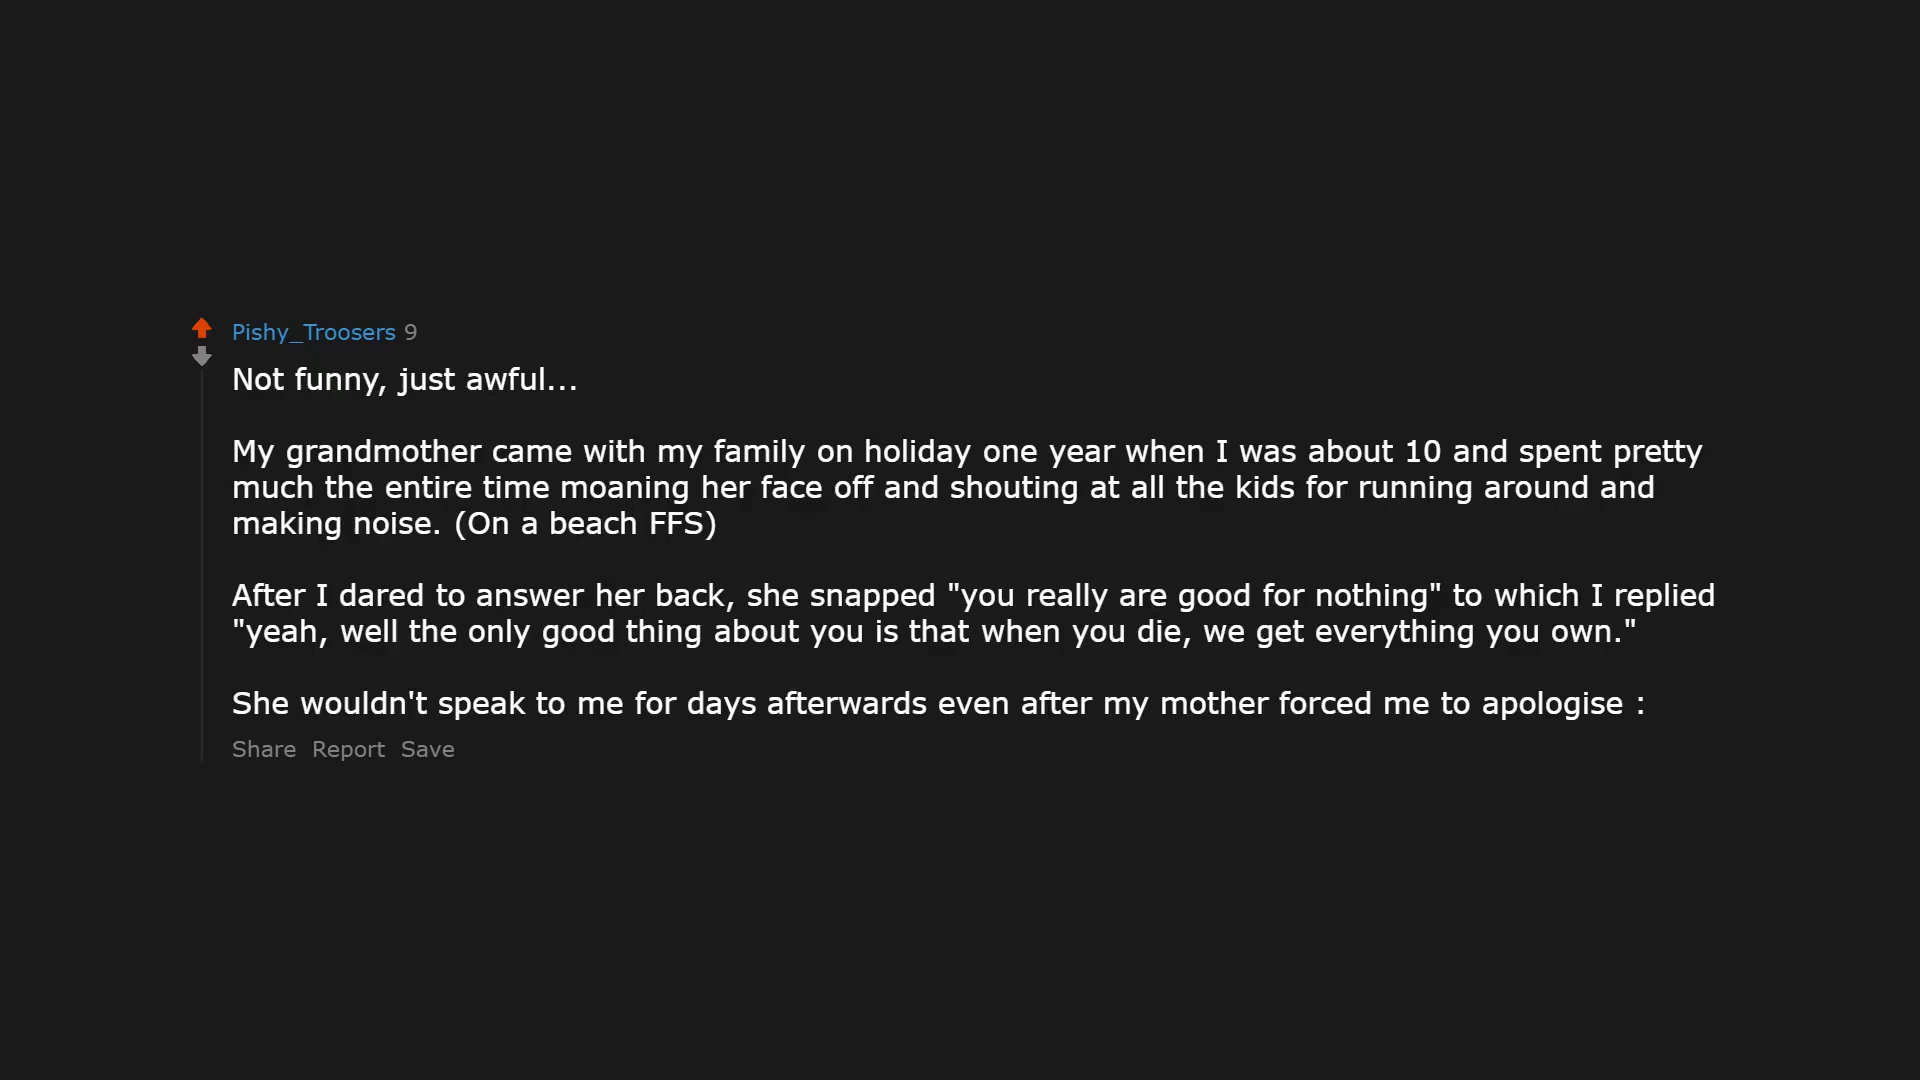 Pishy_Troosers 9
Not funny, just awful...
My grandmother came with my family on holiday one year when I was about 10 and spent pretty
much the entire time moaning her face off and shouting at all the kids for running around and
making noise. (On a beach FFS)
After I dared to answer her back, she snapped "you really are good for nothing" to which I replied
"yeah, well the only good thing about you is that when you die, we get everything you own."
She wouldn't speak to me for days afterwards even after my mother forced me to apologise :
Share Report Save